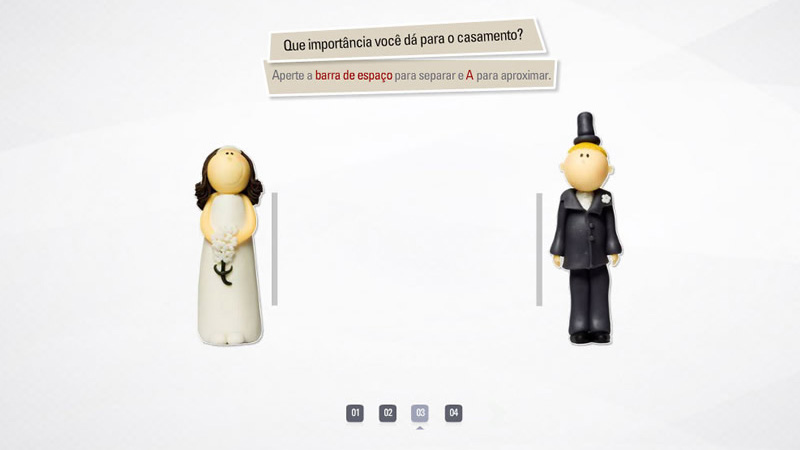 Que importância você dá para o casamento?
Aperte a barra de espaço para separar e A para aproximar.
01 02 03 04